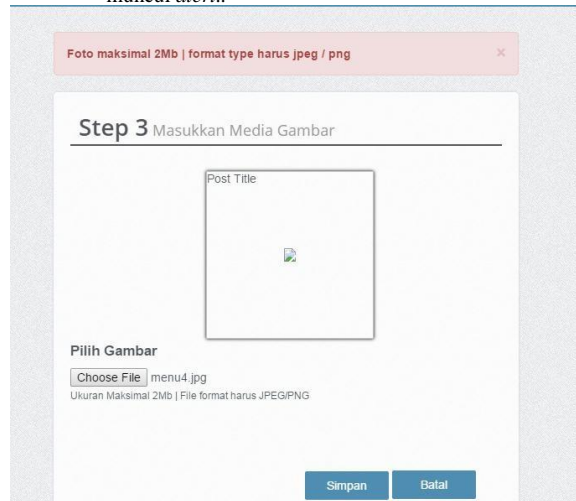 Foto maksimal 2Mb | format type harus jpeg / png ×
Step 3 Masukkan Media Gambar
Post Title
Pilih Gambar
Choose File menu4.jpg
Ukuran Maksimal 2Mb | File format harus JPEG/PNG
Simpan Batal